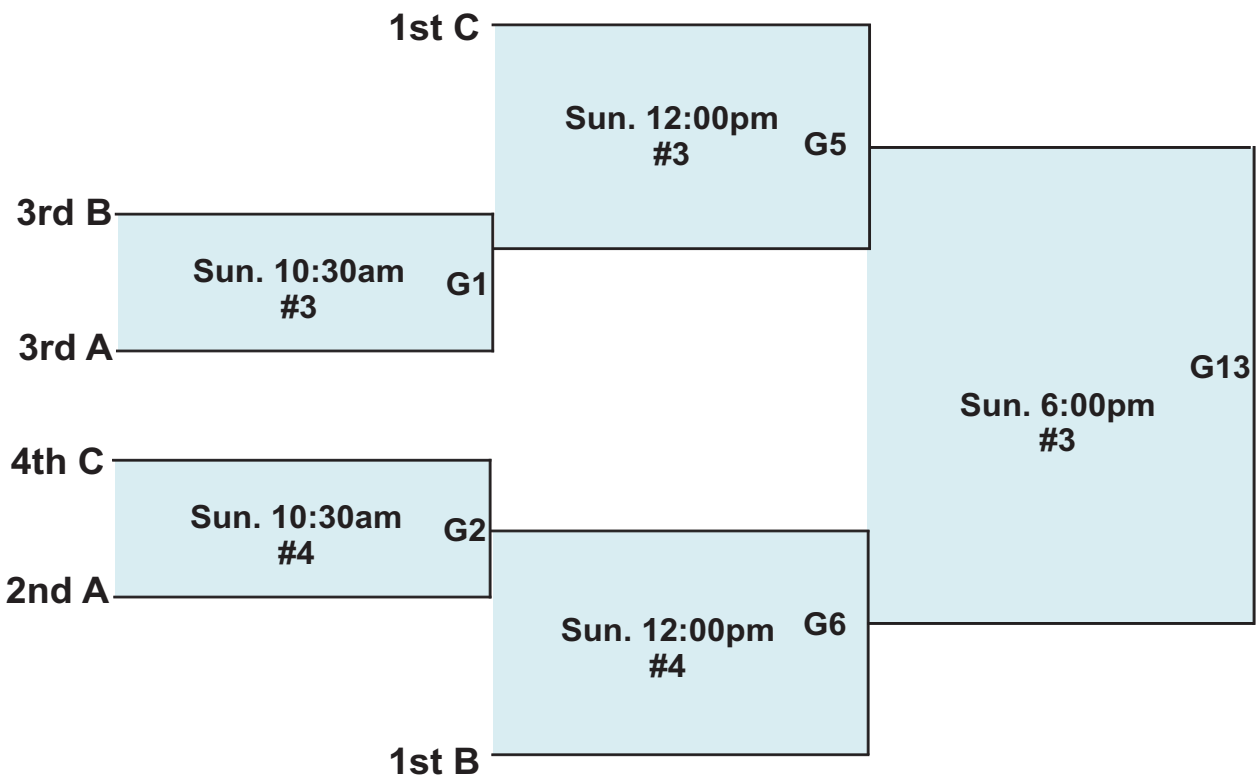 1st C
Sun. 12:00pm
#3
G5
3rd B
Sun. 10:30am
#3
G1
3rd A
G13
Sun. 6:00pm
#3
4th C
Sun. 10:30am
#4
G2
2nd A
Sun. 12:00pm
#4
G6
1st B